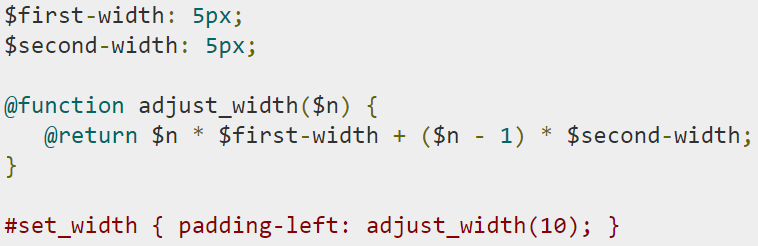 $first-width: 5px;
$second-width: 5px;
@function adjust_width($n) {
@return $n * $first-width + ($n - 1) * $second-width;
}
#set_width { padding-left: adjust_width(10); }